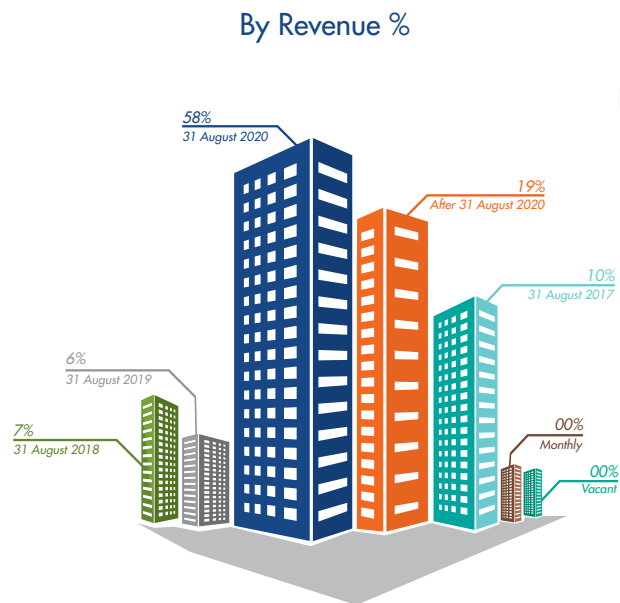 By Revenue %
58%
31 August 2020
19%
After 31 August 2020
10%
31 August 2017
6%
31 August 2019
7%
31 August 2018
00%
Monthly
00%
Vacant